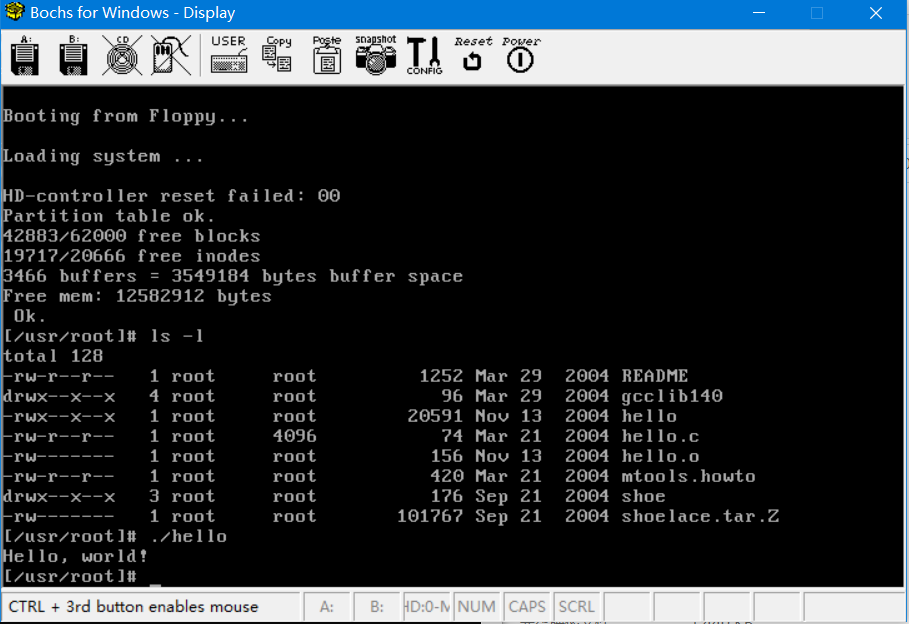 Bochs for Windows - Display
A: B: CD USER Copy Paste snapshot CONFIG Reset Power
Booting from Floppy...
Loading system ...
HD-controller reset failed: 00
Partition table ok.
42883/62000 free blocks
19717/20666 free inodes
3466 buffers = 3549184 bytes buffer space
Free mem: 12582912 bytes
 Ok.
[/usr/root]# ls -l
total 128
-rw-r--r--   1 root     root         1252 Mar 29  2004 README
drwx--x--x   4 root     root           96 Mar 29  2004 gcclib140
-rwx--x--x   1 root     root        20591 Nov 13  2004 hello
-rw-r--r--   1 root     4096           74 Mar 21  2004 hello.c
-rw-------   1 root     root          156 Nov 13  2004 hello.o
-rw-r--r--   1 root     root          420 Mar 21  2004 mtools.howto
drwx--x--x   3 root     root          176 Sep 21  2004 shoe
-rw-------   1 root     root       101767 Sep 21  2004 shoelace.tar.Z
[/usr/root]# ./hello
Hello, world!
[/usr/root]# _
CTRL + 3rd button enables mouse A: B: HD:0-M NUM CAPS SCRL